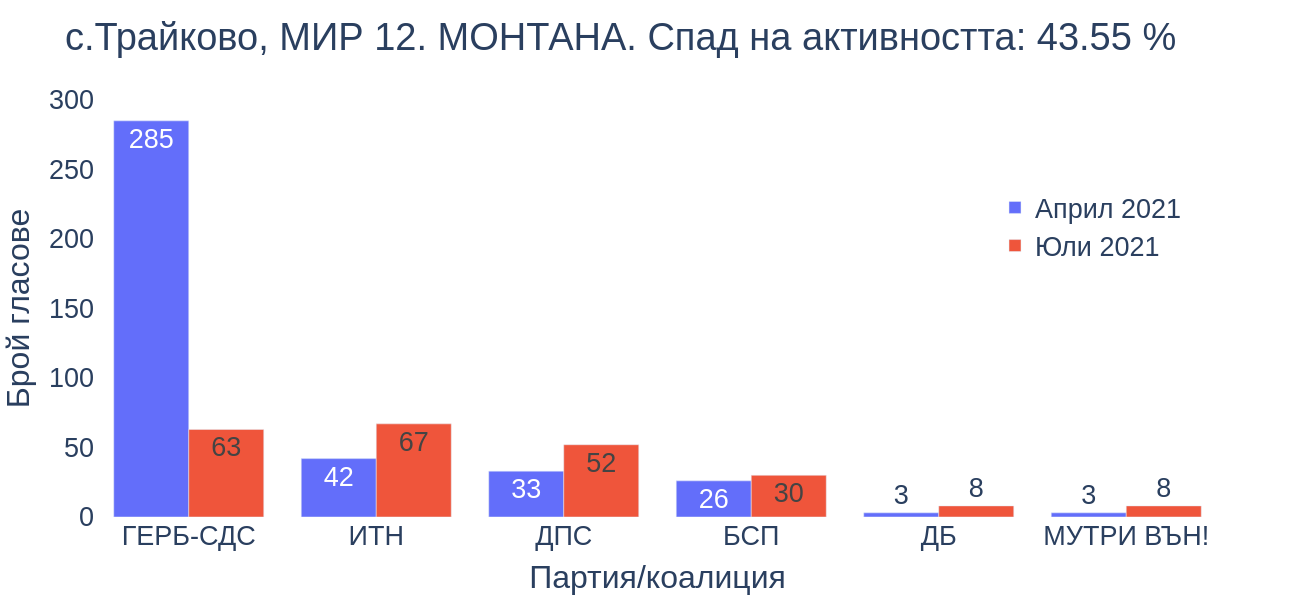 с.Трайково, МИР 12. МОНТАНА. Спад на активността: 43.55 %
Брой гласове
300
250
200
150
100
50
0
285
63
42
67
33
52
26
30
3
8
3
8
Април 2021
Юли 2021
ГЕРБ-СДС
ИТН
ДПС
БСП
ДБ
МУТРИ ВЪН!
Партия/коалиция